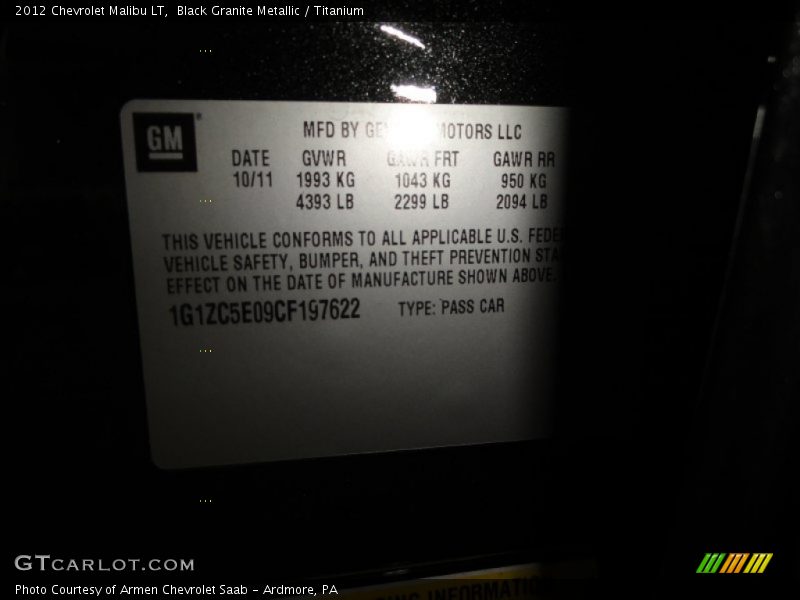 2012 Chevrolet Malibu LT, Black Granite Metallic / Titanium
GM
MFD BY GENERAL MOTORS LLC
DATE GVWR GAWR FRT GAWR RR
10/11 1993 KG 1043 KG 950 KG
4393 LB 2299 LB 2094 LB
THIS VEHICLE CONFORMS TO ALL APPLICABLE U.S. FEDE
VEHICLE SAFETY, BUMPER, AND THEFT PREVENTION STA
EFFECT ON THE DATE OF MANUFACTURE SHOWN ABOVE.
1G1ZC5E09CF197622 TYPE: PASS CAR
INFORMATION
GTCARLOT.COM
Photo Courtesy of Armen Chevrolet Saab - Ardmore, PA